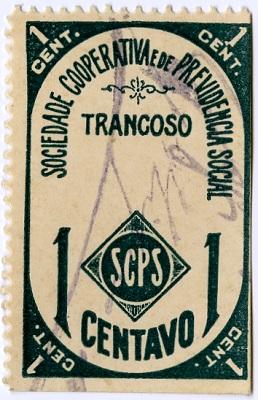 1 CENT.
1 CENT.
SOCIEDADE COOPERATIVA E DE PREVIDENCIA SOCIAL
TRANCOSO
SCPS
1 1
CENTAVO
1 CENT.
1 CENT.